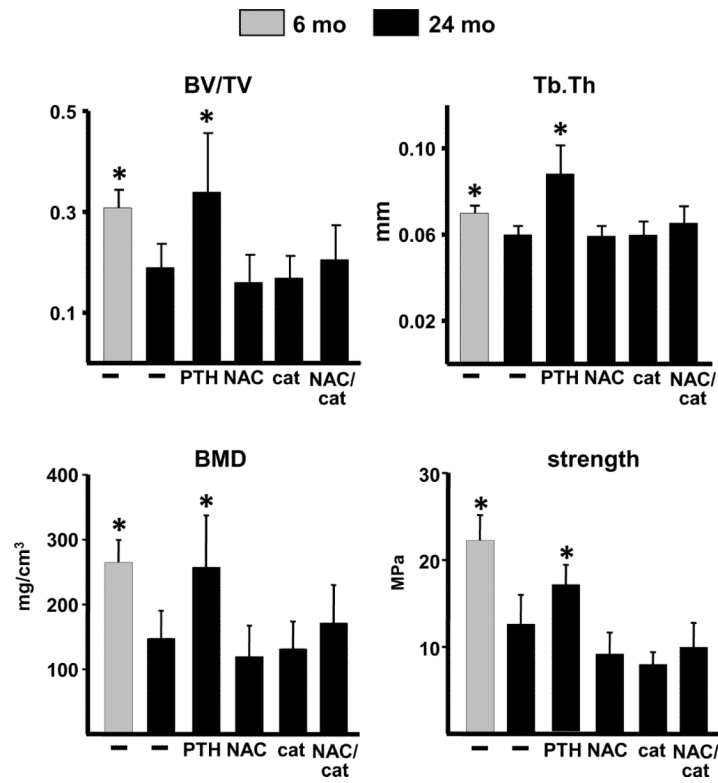 6 mo 24 mo
BV/TV
0.5
0.3
0.1
*
*
– – PTH NAC cat NAC/
cat
Tb.Th
mm
0.10
0.06
0.02
*
*
– – PTH NAC cat NAC/
cat
BMD
mg/cm³
400
300
200
100
*
*
– – PTH NAC cat NAC/
cat
strength
MPa
30
20
10
*
*
– – PTH NAC cat NAC/
cat